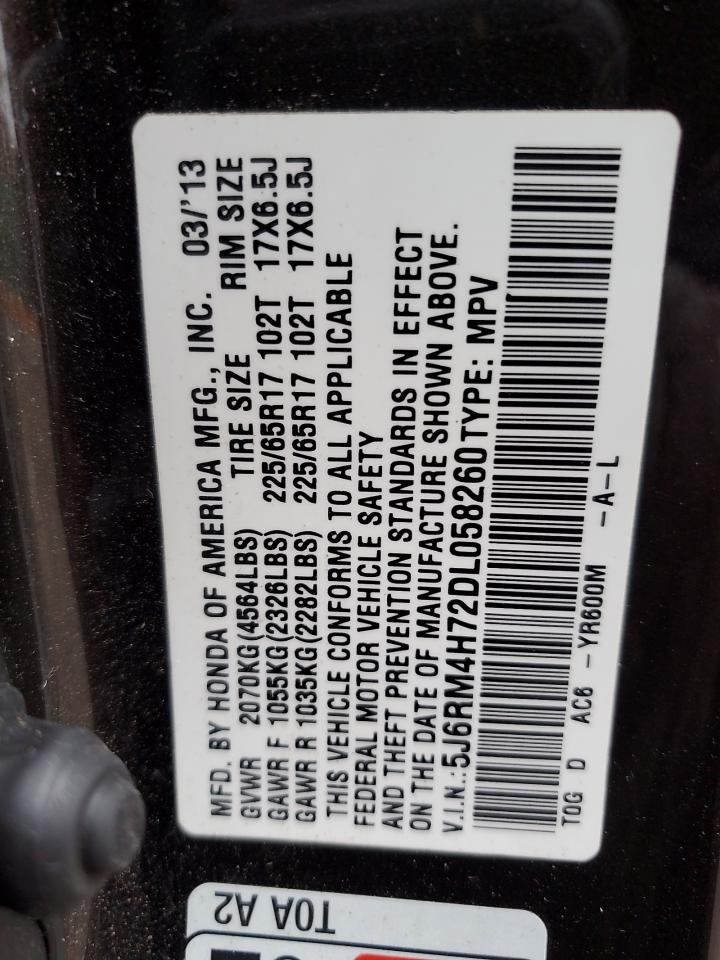 MFD. BY HONDA OF AMERICA MFG., INC. 03/'13
GVWR 2070KG(4564LBS) TIRE SIZE RIM SIZE
GAWR F 1055KG(2326LBS) 225/65R17 102T 17X6.5J
GAWR R 1035KG(2282LBS) 225/65R17 102T 17X6.5J
THIS VEHICLE CONFORMS TO ALL APPLICABLE
FEDERAL MOTOR VEHICLE SAFETY
AND THEFT PREVENTION STANDARDS IN EFFECT
ON THE DATE OF MANUFACTURE SHOWN ABOVE.
V.I.N.:5J6RM4H72DL058260 TYPE: MPV
T0G D AC6 -YR600M -A-L
T0A A2